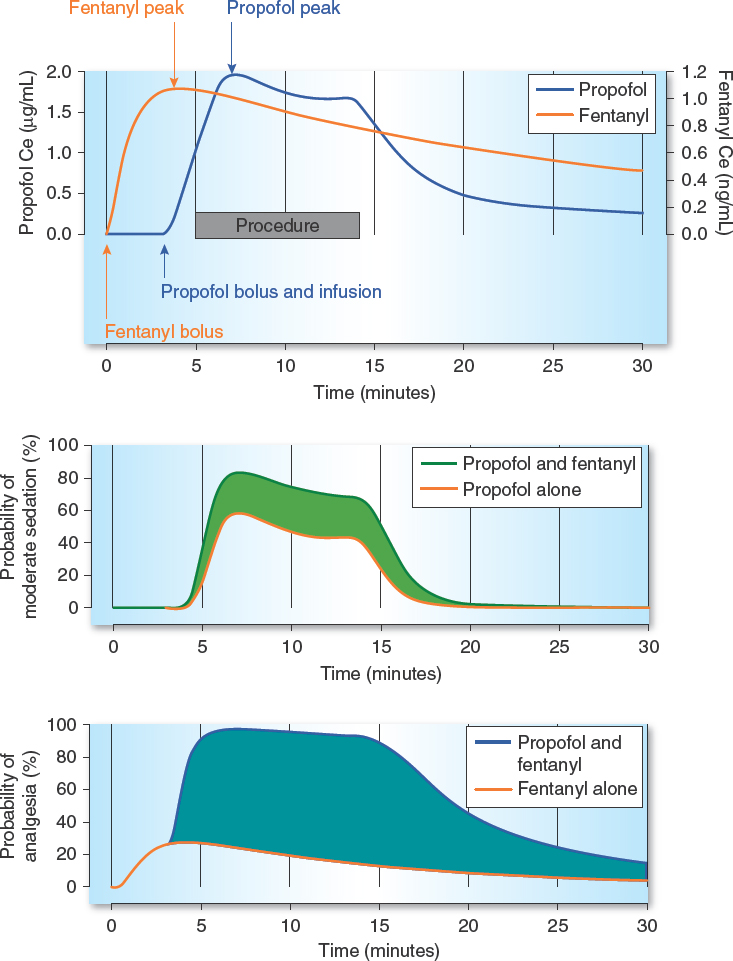 Fentanyl peak
Propofol peak
Propofol Ce (μg/mL)
2.0
1.5
1.0
0.5
0.0
Fentanyl Ce (ng/mL)
1.2
1.0
0.8
0.6
0.4
0.2
0.0
Propofol
Fentanyl
Procedure
Propofol bolus and infusion
Fentanyl bolus
0 5 10 15 20 25 30
Time (minutes)
Probability of
moderate sedation (%)
100
80
60
40
20
0
Propofol and fentanyl
Propofol alone
0 5 10 15 20 25 30
Time (minutes)
Probability of
analgesia (%)
100
80
60
40
20
0
Propofol and
fentanyl
Fentanyl alone
0 5 10 15 20 25 30
Time (minutes)